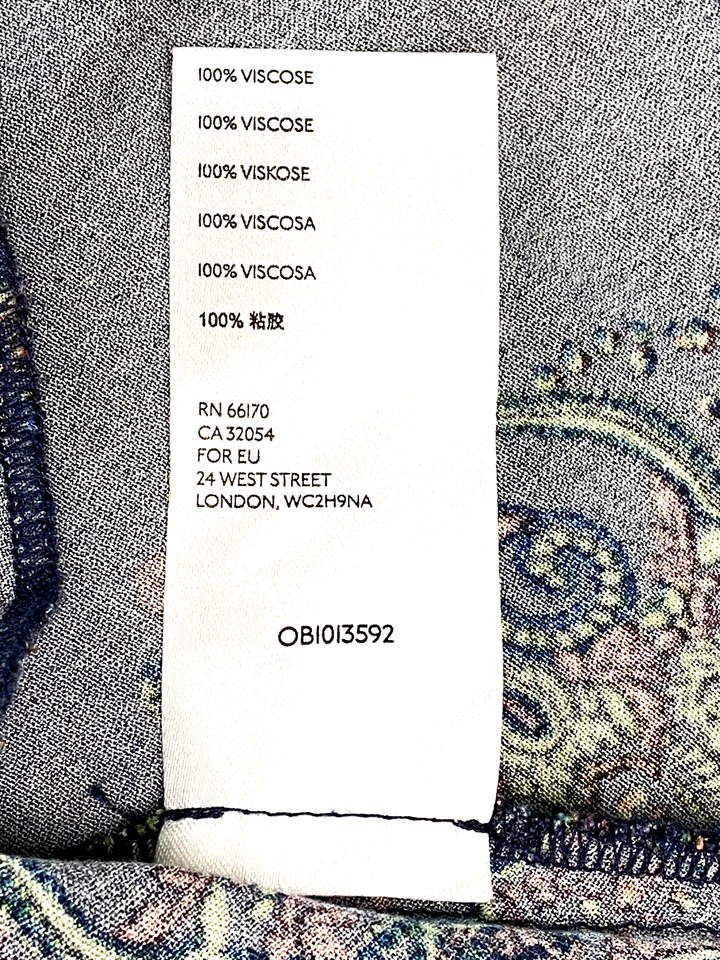 100% VISCOSE
100% VISCOSE
100% VISKOSE
100% VISCOSA
100% VISCOSA
100% 粘胶
RN 66170
CA 32054
FOR EU
24 WEST STREET
LONDON, WC2H9NA
OB1013592